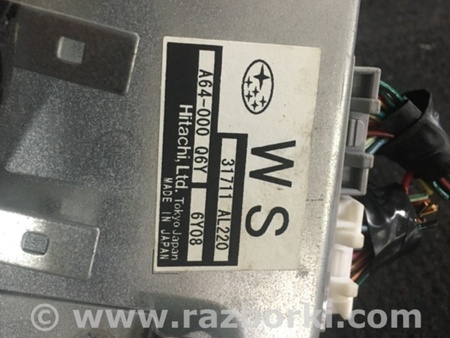 WS
31711 AL220
A64-000 Q6Y 6Y08
Hitachi, Ltd. Tokyo Japan
MADE IN JAPAN
© www.razborki.com